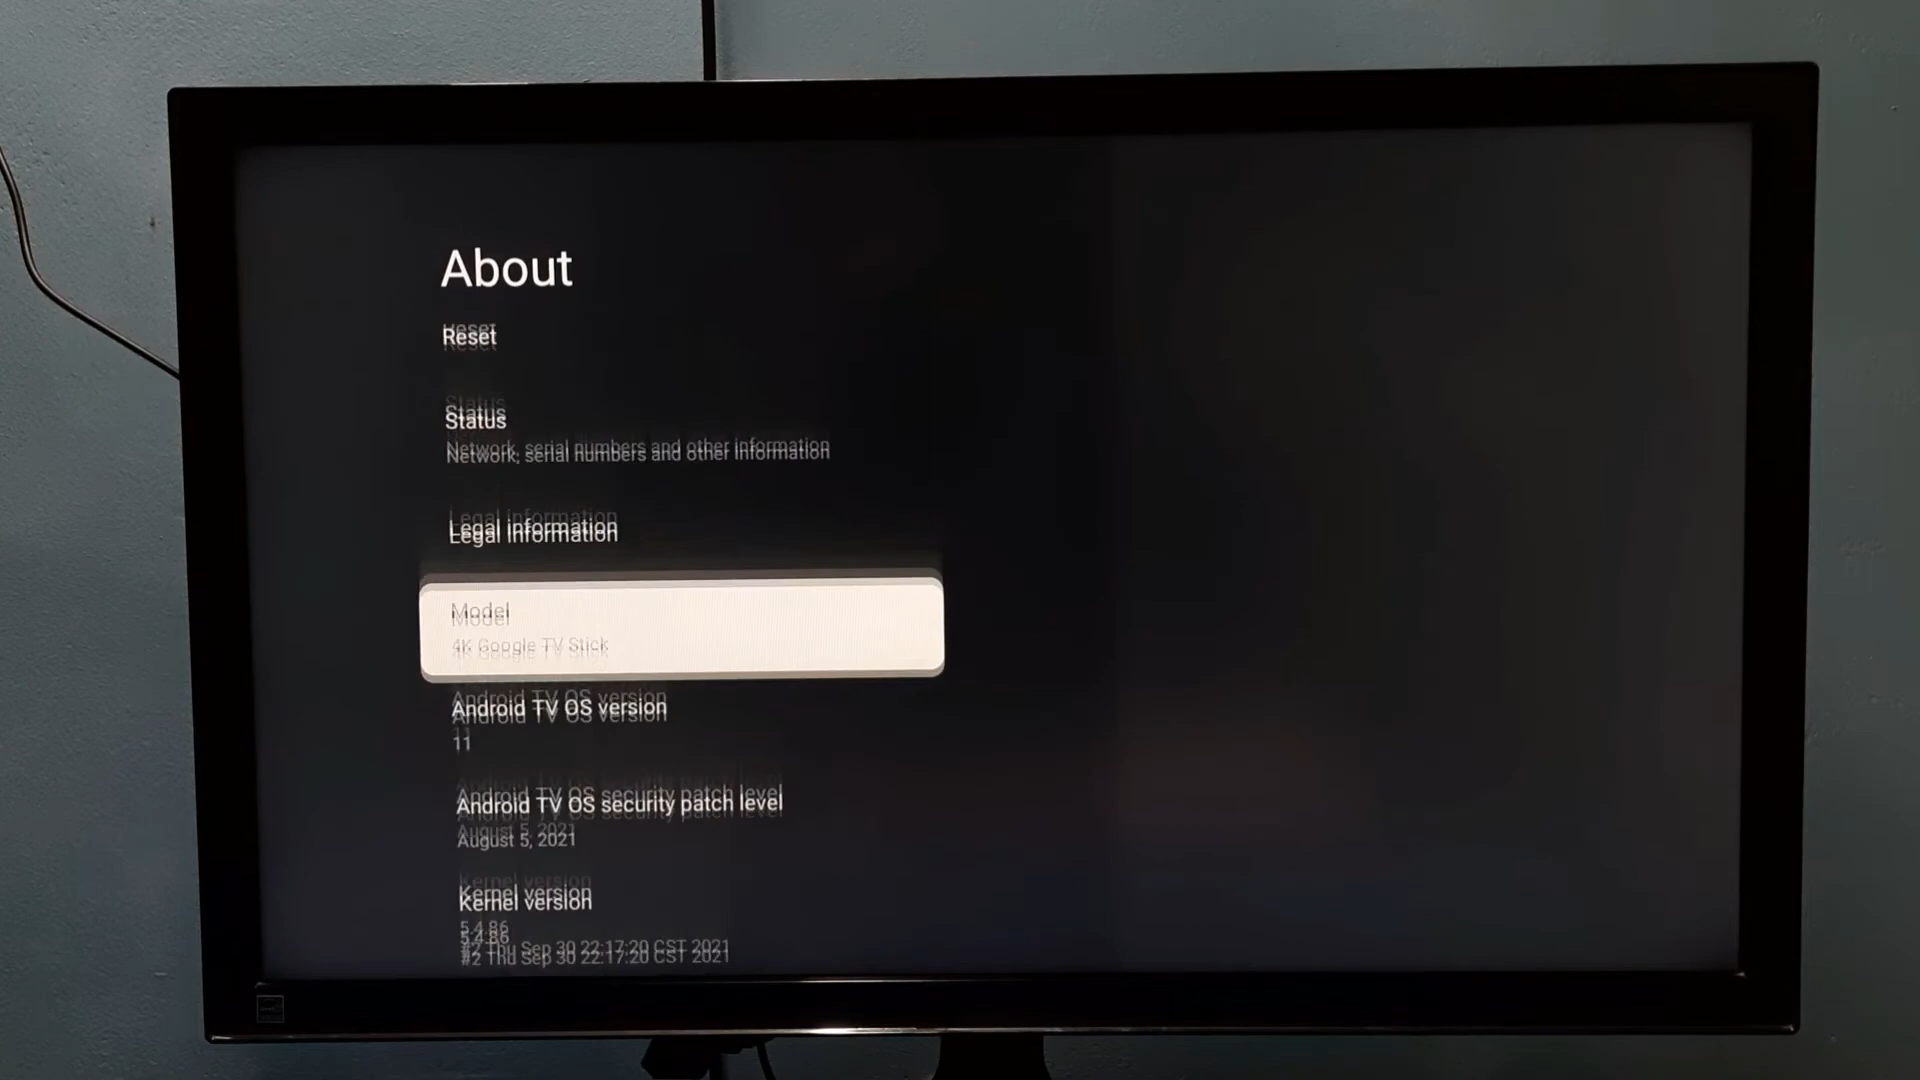 About
Reset
Status
Network, serial numbers and other information
Legal information
Model
4K Google TV Stick
Android TV OS version
11
Android TV OS security patch level
August 5, 2021
Kernel version
5.4.86
#2 Thu Sep 30 22:17:20 CST 2021